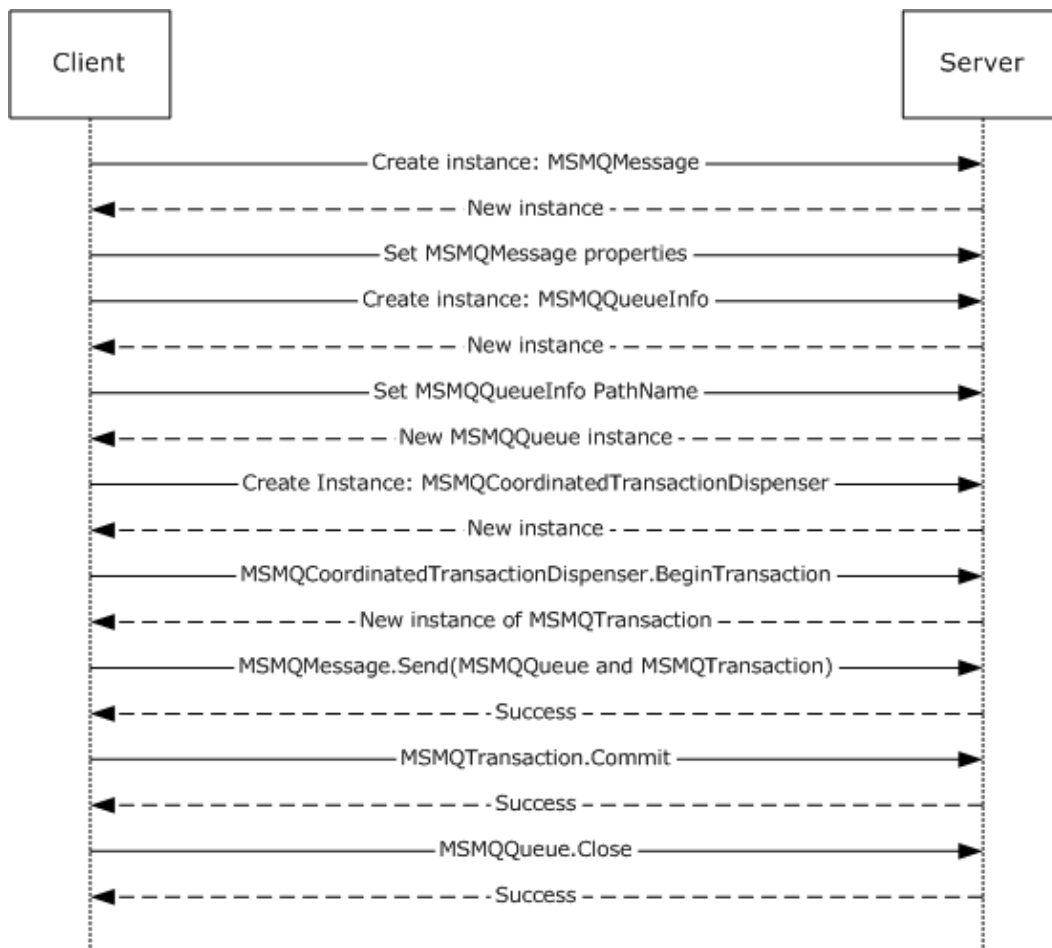 Client
Server
Create instance: MSMQMessage
New instance
Set MSMQMessage properties
Create instance: MSMQQueueInfo
New instance
Set MSMQQueueInfo PathName
New MSMQQueue instance
Create Instance: MSMQCoordinatedTransactionDispenser
New instance
MSMQCoordinatedTransactionDispenser.BeginTransaction
New instance of MSMQTransaction
MSMQMessage.Send(MSMQQueue and MSMQTransaction)
Success
MSMQTransaction.Commit
Success
MSMQQueue.Close
Success